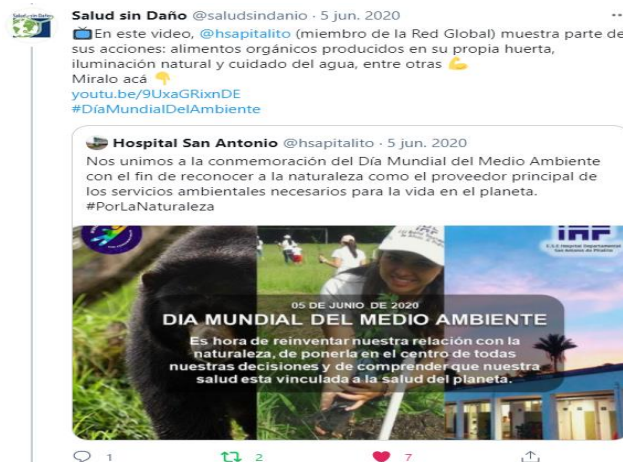 Salud sin Daño @saludsindanio · 5 jun. 2020
En este video, @hsapitalito (miembro de la Red Global) muestra parte de
sus acciones: alimentos orgánicos producidos en su propia huerta,
iluminación natural y cuidado del agua, entre otras
Miralo acá
youtu.be/9UxaGRixnDE
#DíaMundialDelAmbiente
Hospital San Antonio @hsapitalito · 5 jun. 2020
Nos unimos a la conmemoración del Día Mundial del Medio Ambiente
con el fin de reconocer a la naturaleza como el proveedor principal de
los servicios ambientales necesarios para la vida en el planeta.
#PorLaNaturaleza
05 DE JUNIO DE 2020
DIA MUNDIAL DEL MEDIO AMBIENTE
Es hora de reinventar nuestra relación con la
naturaleza, de ponerla en el centro de todas
nuestras decisiones y de comprender que nuestra
salud esta vinculada a la salud del planeta.
1 2 7